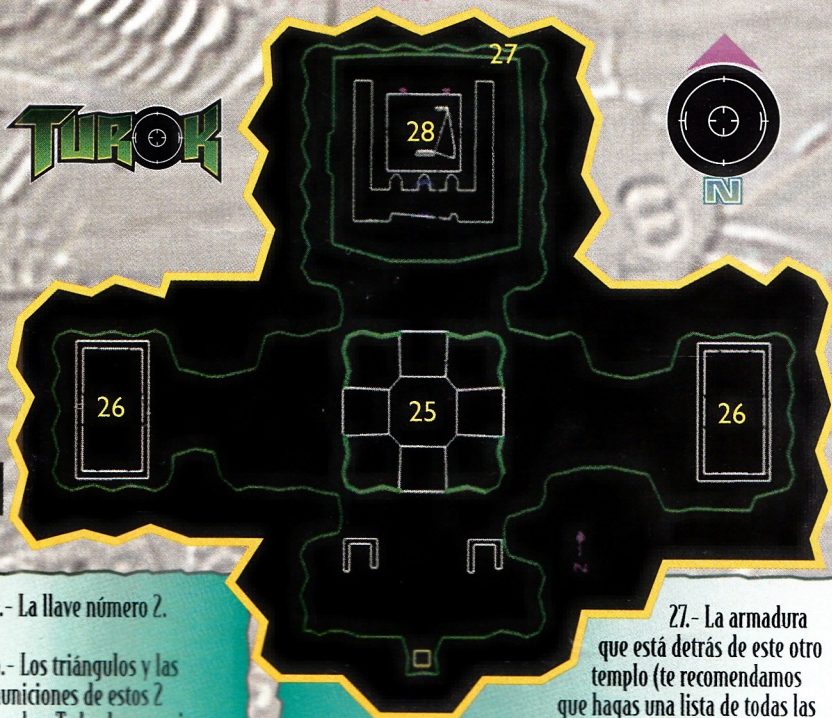 27
TUROK
28
N
26
25
26
N
.- La llave número 2.
.- Los triángulos y las
uniciones de estos 2
27.- La armadura
que está detrás de este otro
templo (te recomendamos
que hagas una lista de todas las